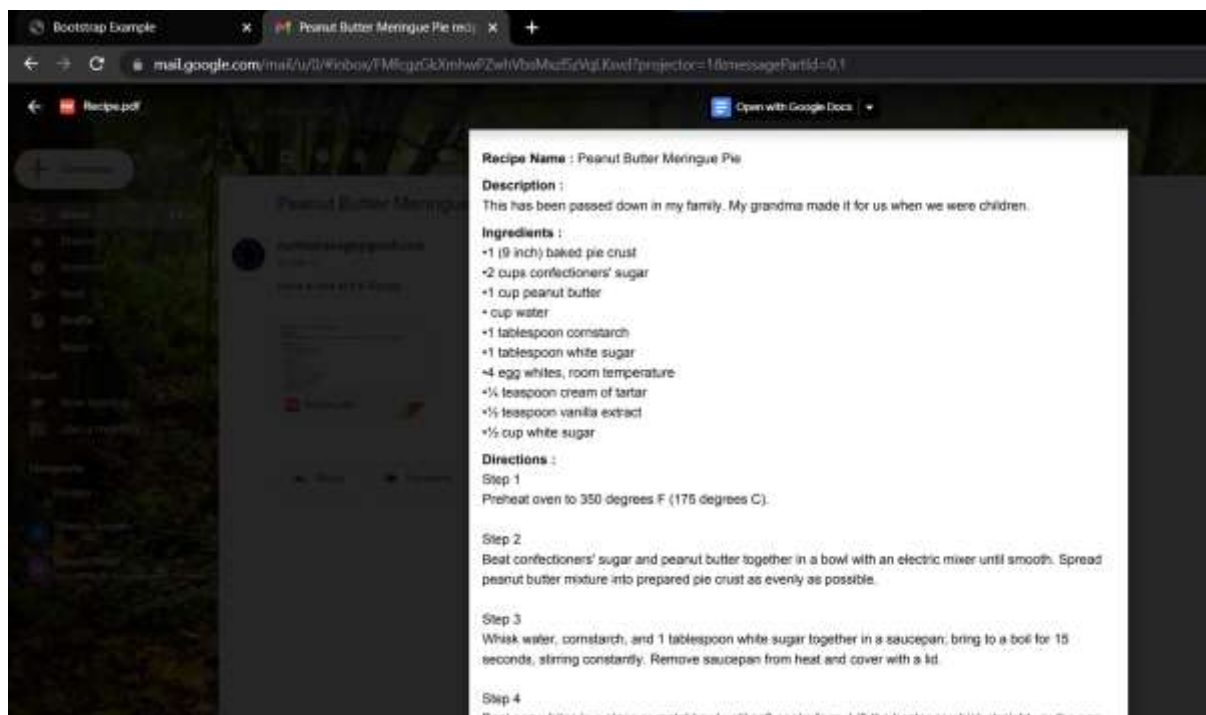 Bootstrap Example
Peanut Butter Meringue Pie
mail.google.com/mail/u/0/#inbox/
Recipe.pdf
Open with Google Docs
Peanut Butter Meringue
Recipe Name : Peanut Butter Meringue Pie
Description :
This has been passed down in my family. My grandma made it for us when we were children.
Ingredients :
•1 (9 inch) baked pie crust
•2 cups confectioners' sugar
•1 cup peanut butter
• cup water
•1 tablespoon cornstarch
•1 tablespoon white sugar
•4 egg whites, room temperature
•¼ teaspoon cream of tartar
•½ teaspoon vanilla extract
•½ cup white sugar
Directions :
Step 1
Preheat oven to 350 degrees F (175 degrees C).
Step 2
Beat confectioners' sugar and peanut butter together in a bowl with an electric mixer until smooth. Spread
peanut butter mixture into prepared pie crust as evenly as possible.
Step 3
Whisk water, cornstarch, and 1 tablespoon white sugar together in a saucepan; bring to a boil for 15
seconds, stirring constantly. Remove saucepan from heat and cover with a lid.
Step 4